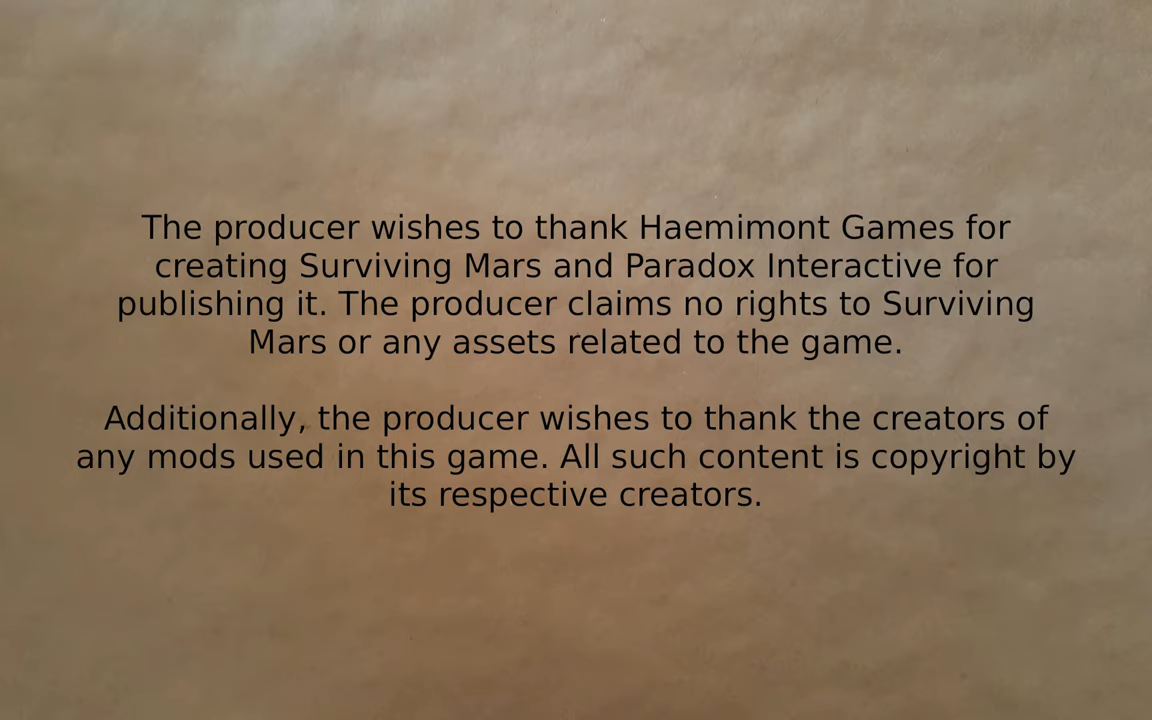 The producer wishes to thank Haemimont Games for
creating Surviving Mars and Paradox Interactive for
publishing it. The producer claims no rights to Surviving
Mars or any assets related to the game.
Additionally, the producer wishes to thank the creators of
any mods used in this game. All such content is copyright by
its respective creators.